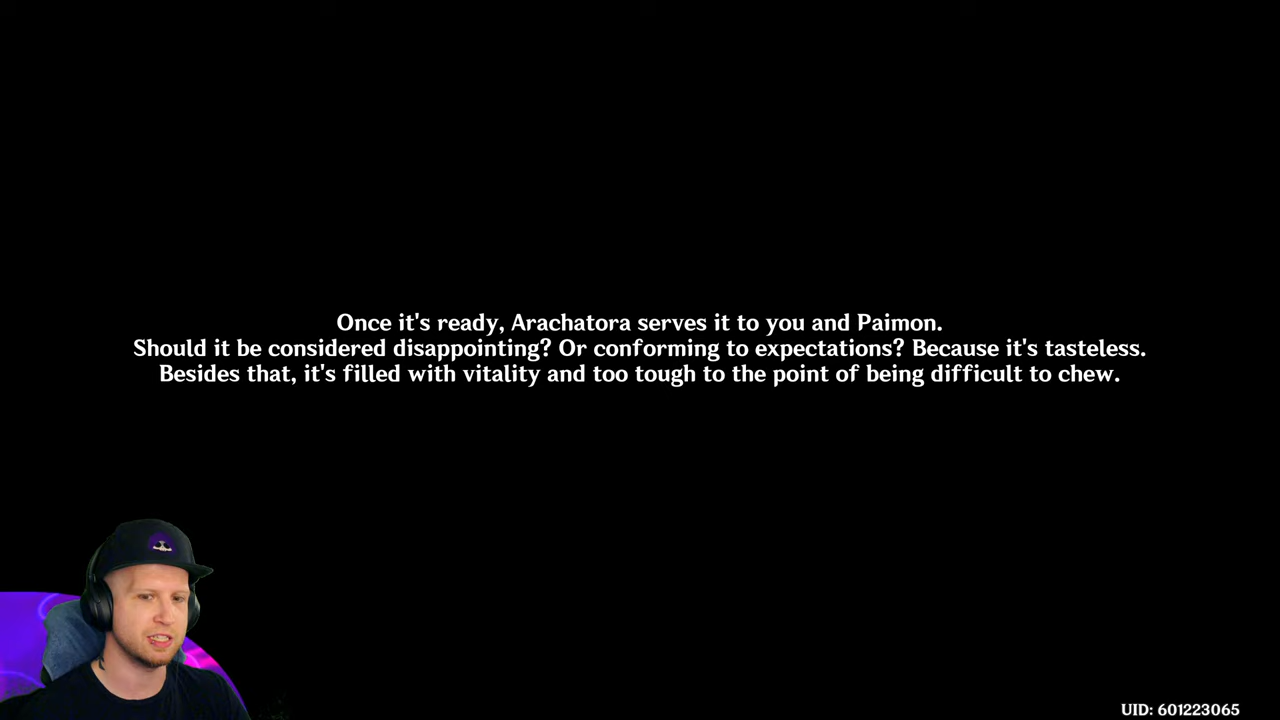 Once it's ready, Arachatora serves it to you and Paimon.
Should it be considered disappointing? Or conforming to expectations? Because it's tasteless.
Besides that, it's filled with vitality and too tough to the point of being difficult to chew.
UID: 601223065